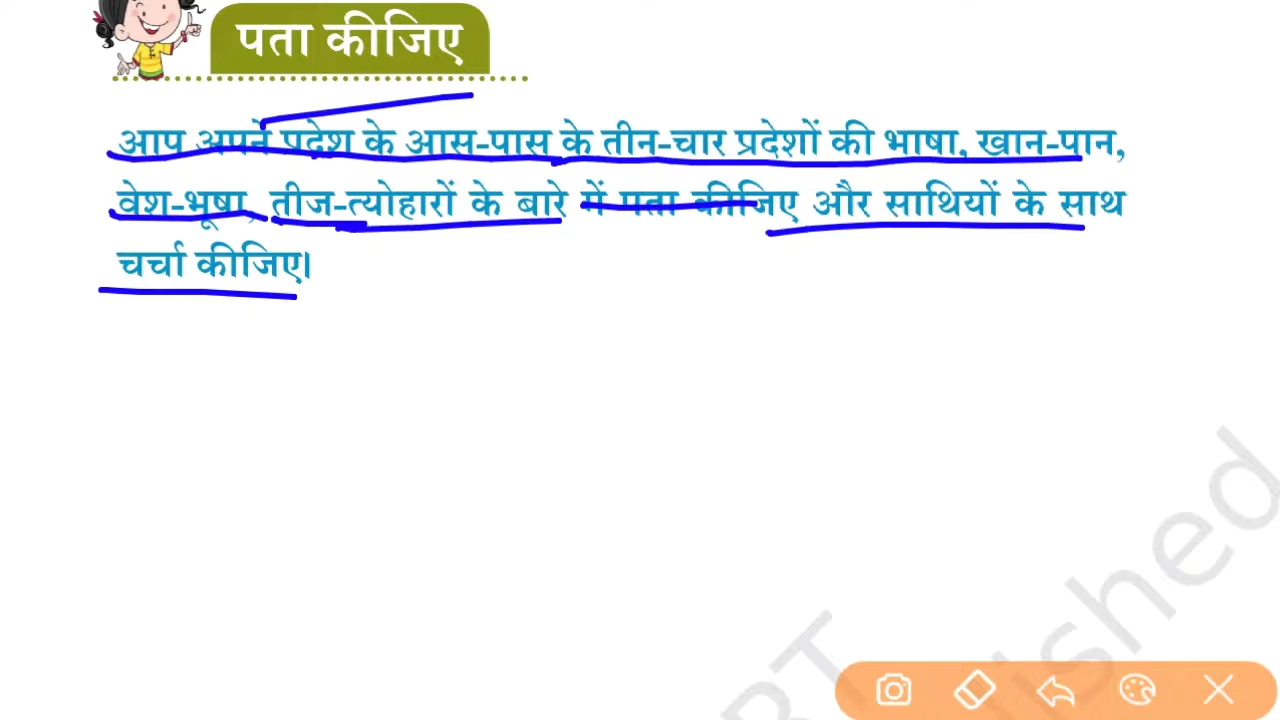 पता कीजिए
आप अपने प्रदेश के आस-पास के तीन-चार प्रदेशों की भाषा, खान-पान,
वेश-भूषा, तीज-त्योहारों के बारे में पता कीजिए और साथियों के साथ
चर्चा कीजिए।